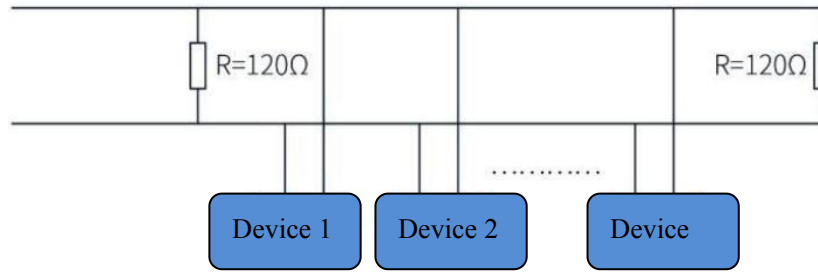 R=120Ω
R=120Ω
…………
Device 1
Device 2
Device